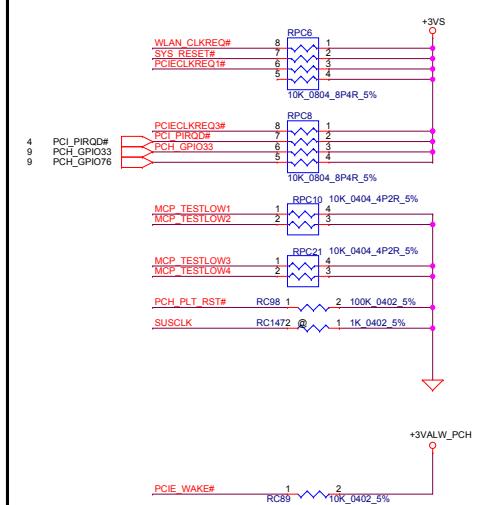 +3VS
RPC6
WLAN_CLKREQ# 8 1
SYS_RESET# 7 2
PCIECLKREQ1# 6 3
5 4
10K_0804_8P4R_5%
RPC8
PCIECLKREQ3# 8 1
4 PCI_PIRQD# PCI_PIRQD# 7 2
9 PCH_GPIO33 PCH_GPIO33 6 3
9 PCH_GPIO76 5 4
10K_0804_8P4R_5%
RPC10 10K_0404_4P2R_5%
MCP_TESTLOW1 1 4
MCP_TESTLOW2 2 3
RPC21 10K_0404_4P2R_5%
MCP_TESTLOW3 1 4
MCP_TESTLOW4 2 3
PCH_PLT_RST# RC98 1 2 100K_0402_5%
SUSCLK RC147 2 @ 1 1K_0402_5%
+3VALW_PCH
PCIE_WAKE# 1 2
RC89 10K_0402_5%